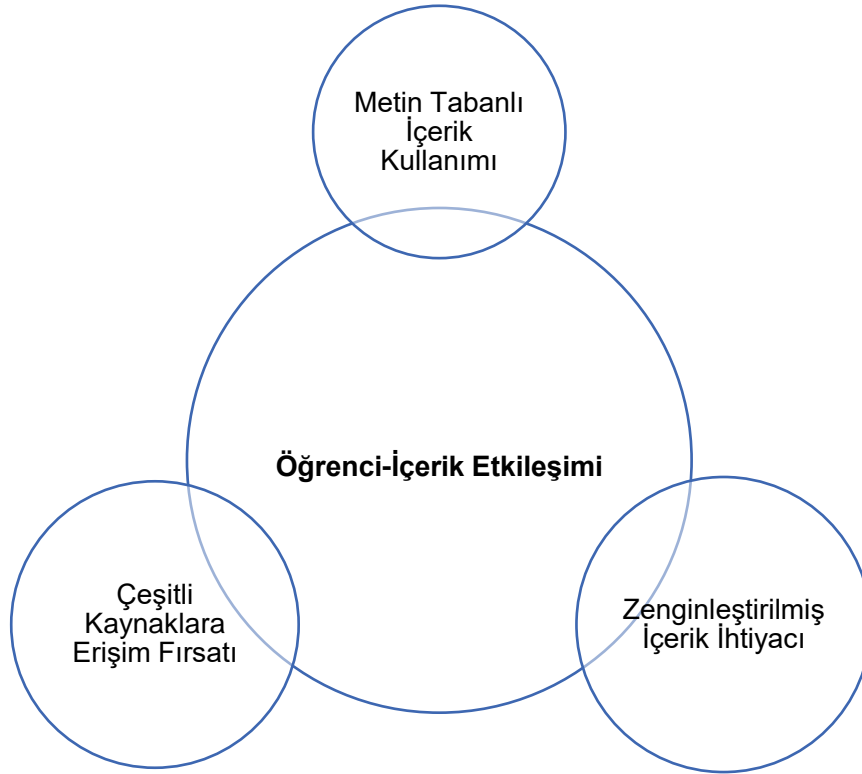 Metin Tabanlı
İçerik
Kullanımı
Öğrenci-İçerik Etkileşimi
Çeşitli
Kaynaklara
Erişim Fırsatı
Zenginleştirilmiş
İçerik İhtiyacı